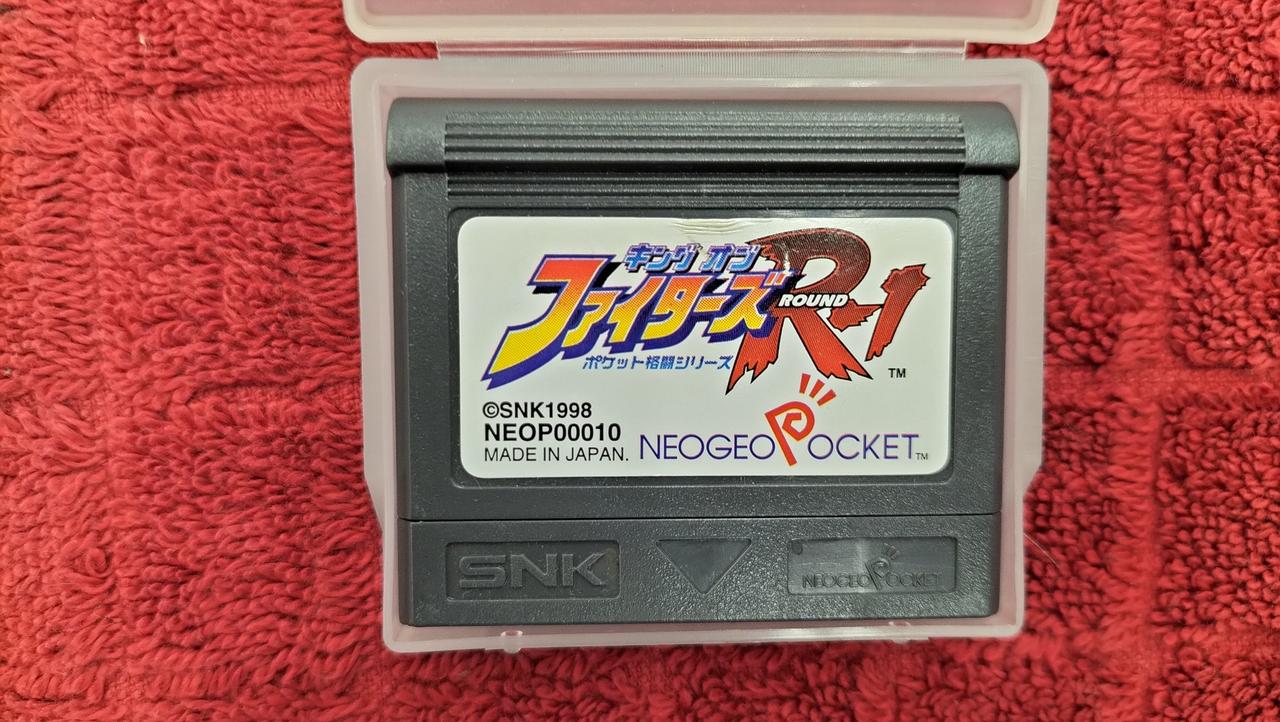 キング オブ
ファイターズ R-1
ROUND
ポケット格闘シリーズ
TM
©SNK1998
NEOP00010
MADE IN JAPAN.
NEOGEO POCKET TM
SNK
NEOGEO POCKET